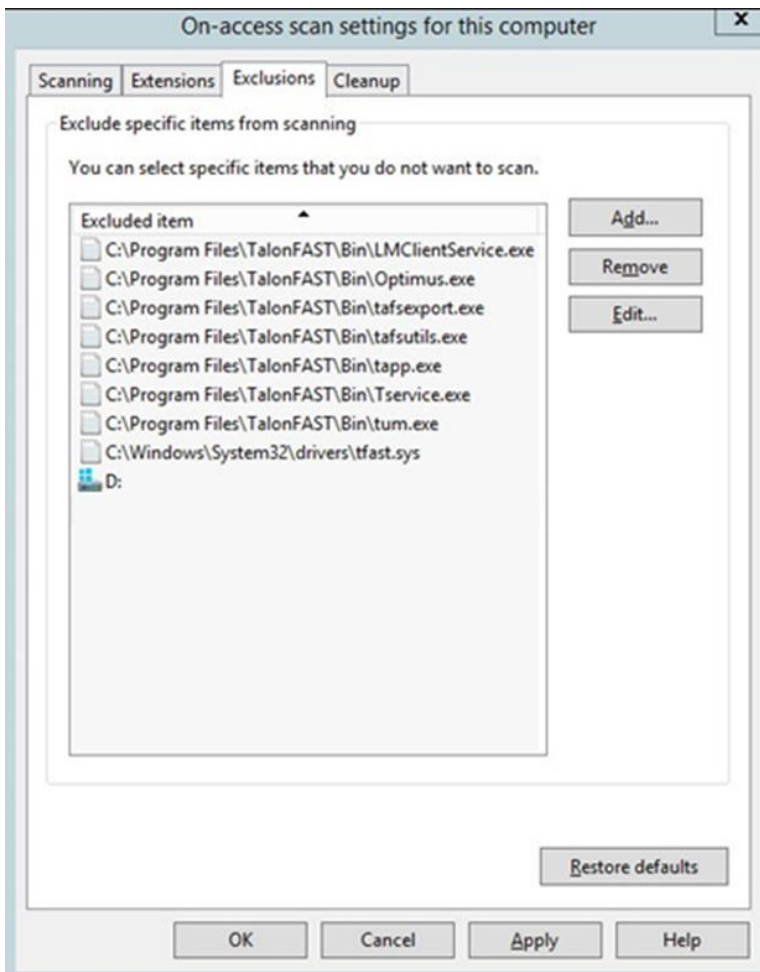 On-access scan settings for this computer
x
Scanning Extensions Exclusions Cleanup
Exclude specific items from scanning
You can select specific items that you do not want to scan.
Excluded item
C:\Program Files\TalonFAST\Bin\LMClientService.exe
C:\Program Files\TalonFAST\Bin\Optimus.exe
C:\Program Files\TalonFAST\Bin\tafsexport.exe
C:\Program Files\TalonFAST\Bin\tafsutils.exe
C:\Program Files\TalonFAST\Bin\tapp.exe
C:\Program Files\TalonFAST\Bin\Tservice.exe
C:\Program Files\TalonFAST\Bin\tum.exe
C:\Windows\System32\drivers\tfast.sys
D:
Add...
Remove
Edit...
Restore defaults
OK Cancel Apply Help